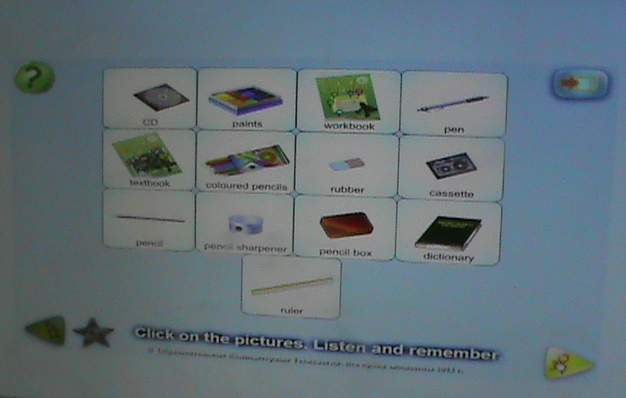 CD paints workbook pen
textbook coloured pencils rubber cassette
pencil pencil sharpener pencil box dictionary
ruler
Click on the pictures. Listen and remember